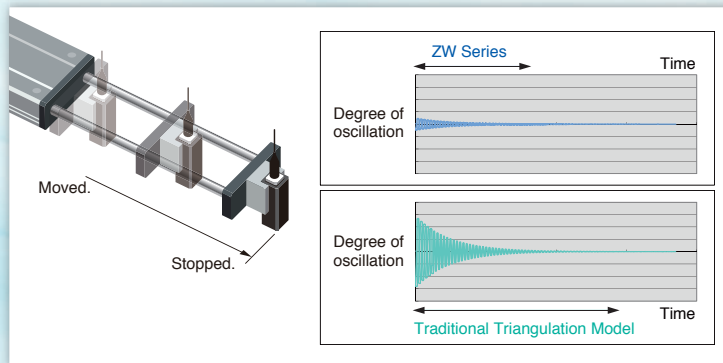 Moved.
Stopped.
ZW Series
Time
Degree of
oscillation
Degree of
oscillation
Time
Traditional Triangulation Model